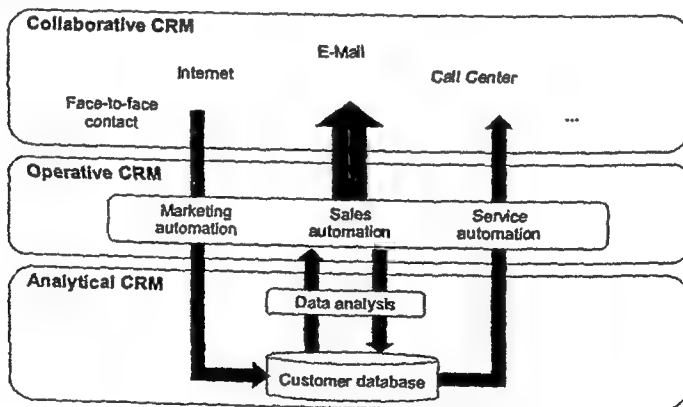 Collaborative CRM
E-Mail
Internet
Call Center
Face-to-face
contact
...
Operative CRM
Marketing
automation
Sales
automation
Service
automation
Analytical CRM
Data analysis
Customer database